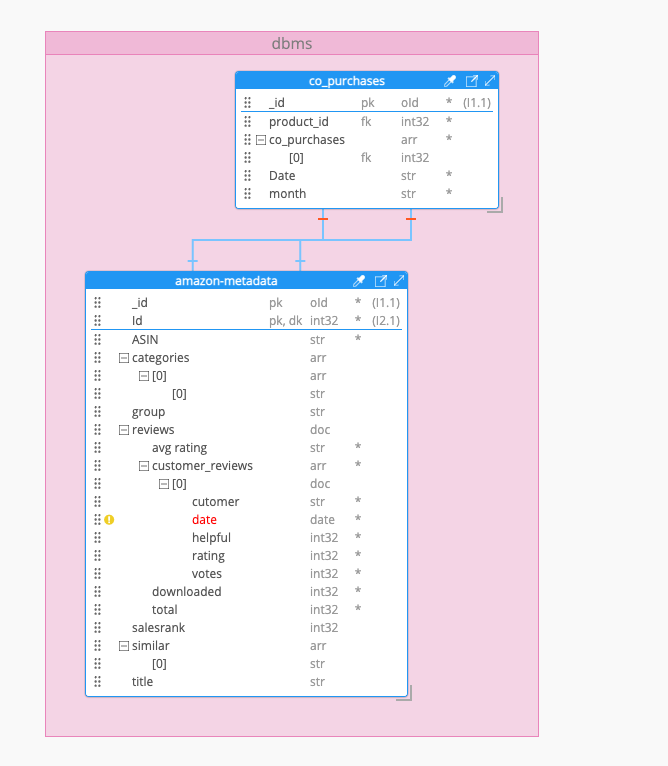 dbms
co_purchases
_id pk oId * (I1.1)
product_id fk int32 *
co_purchases arr *
[0] fk int32
Date str *
month str *
amazon-metadata
_id pk oId * (I1.1)
Id pk, dk int32 * (I2.1)
ASIN str *
categories arr
[0] arr
[0] str
group str
reviews doc
avg rating str *
customer_reviews arr *
[0] doc
cutomer str *
date date *
helpful int32 *
rating int32 *
votes int32 *
downloaded int32 *
total int32 *
salesrank int32
similar arr
[0] str
title str